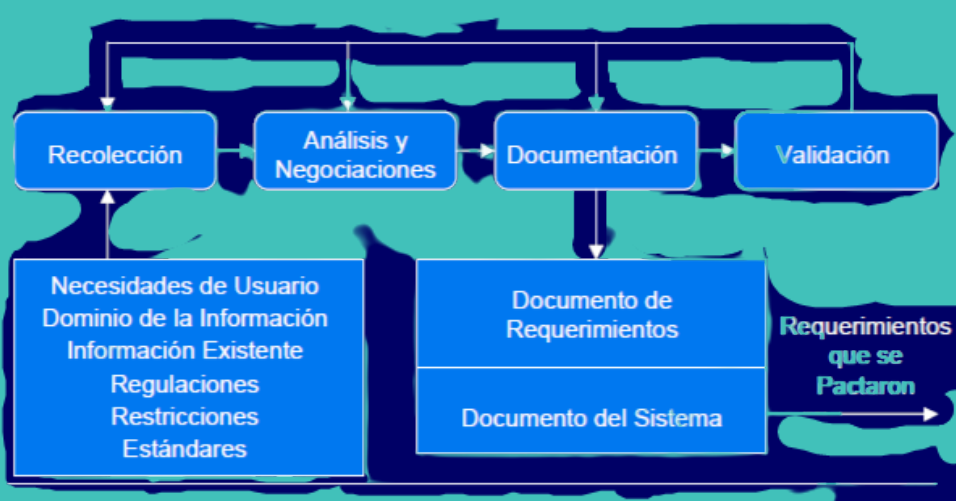 Recolección
Análisis y
Negociaciones
Documentación
Validación
Necesidades de Usuario
Dominio de la Información
Información Existente
Regulaciones
Restricciones
Estándares
Documento de
Requerimientos
Documento del Sistema
Requerimientos
que se
Pactaron